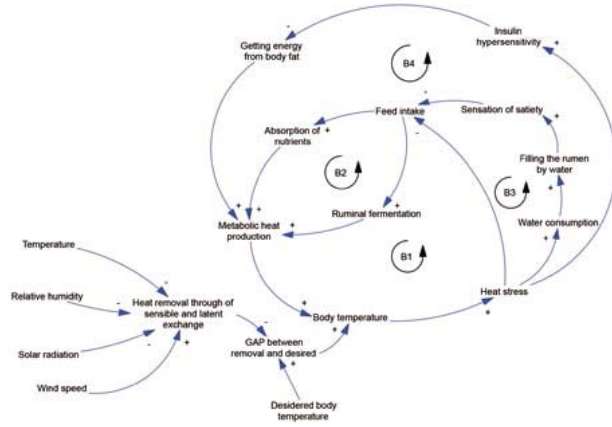 Insulin
hypersensitivity
Getting energy
from body fat
B4
Feed intake
Sensation of satiety
Absorption of
nutrients
Filling the rumen
by water
B2
B3
Ruminal fermentation
Metabolic heat
production
Water consumption
B1
Temperature
Heat stress
Relative humidity
Heat removal through of
sensible and latent
exchange
Body temperature
GAP between
removal and desired
Solar radiation
Wind speed
Desidered body
temperature